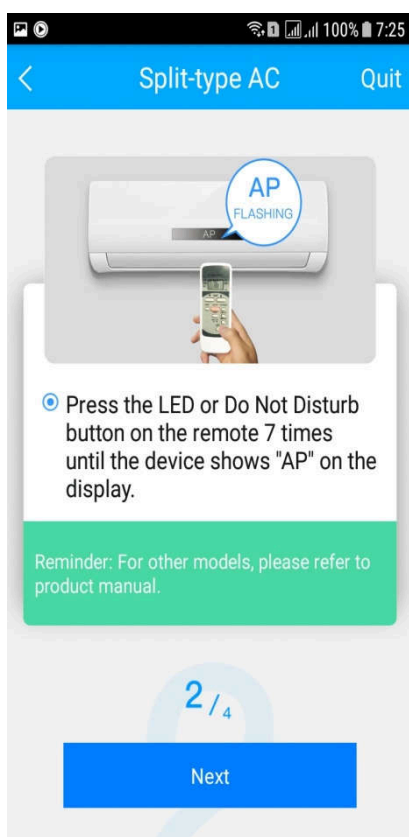 100% 7:25
Split-type AC Quit
AP
FLASHING
AP
Press the LED or Do Not Disturb
button on the remote 7 times
until the device shows "AP" on the
display.
Reminder: For other models, please refer to
product manual.
2/4
Next